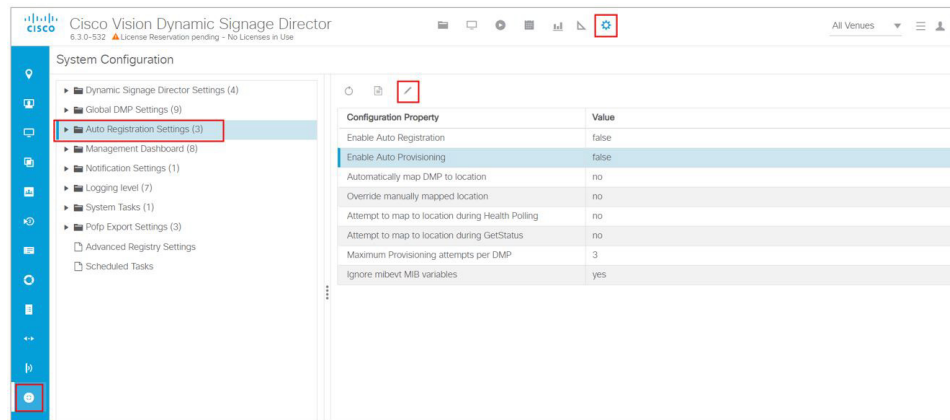 CISCO
Cisco Vision Dynamic Signage Director
6.3.0-532 License Reservation pending - No Licenses in Use
All Venues
System Configuration
Dynamic Signage Director Settings (4)
Global DMP Settings (9)
Auto Registration Settings (3)
Management Dashboard (8)
Notification Settings (1)
Logging level (7)
System Tasks (1)
Pofp Export Settings (3)
Advanced Registry Settings
Scheduled Tasks
Configuration Property Value
Enable Auto Registration false
Enable Auto Provisioning false
Automatically map DMP to location no
Override manually mapped location no
Attempt to map to location during Health Polling no
Attempt to map to location during GetStatus no
Maximum Provisioning attempts per DMP 3
Ignore mibevt MIB variables yes